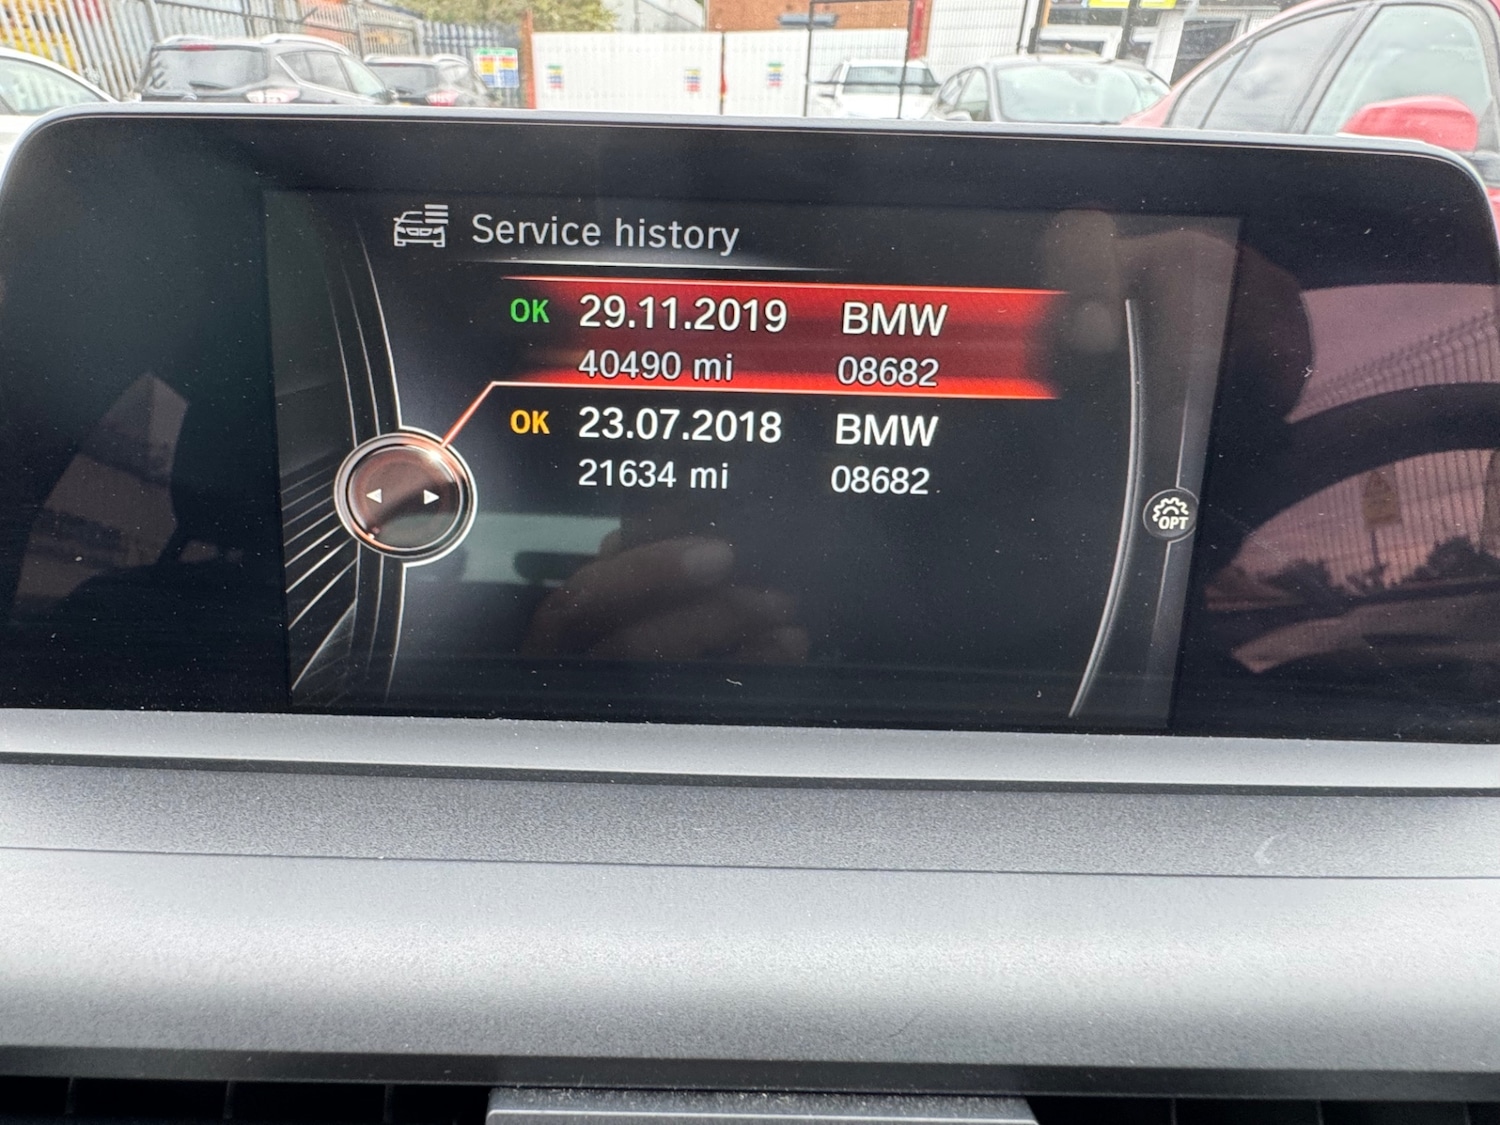 Service history
OK 29.11.2019 BMW
40490 mi 08682
OK 23.07.2018 BMW
21634 mi 08682
OPT